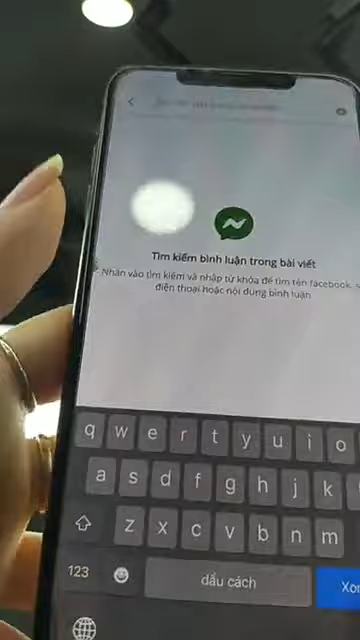 Tìm kiếm bình luận trong bài viết
Nhấn vào tìm kiếm và nhập từ khóa để tìm tên facebook, s
điện thoại hoặc nội dung bình luận
q w e r t y u i o
a s d f g h j k
z x c v b n m
123 dấu cách Xon